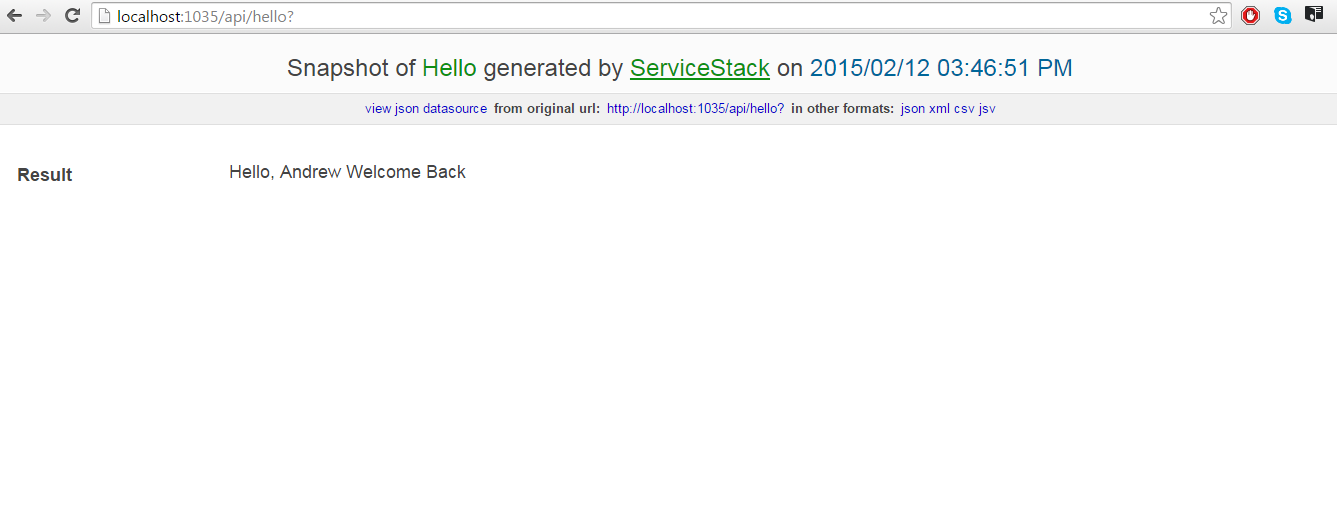 localhost:1035/api/hello?
Snapshot of Hello generated by ServiceStack on 2015/02/12 03:46:51 PM
view json datasource from original url: http://localhost:1035/api/hello? in other formats: json xml csv jsv
Result Hello, Andrew Welcome Back